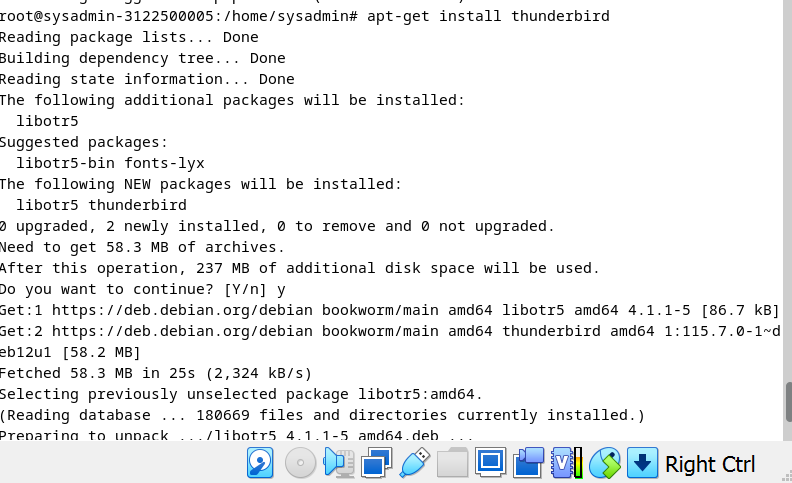 root@sysadmin-3122500005:/home/sysadmin# apt-get install thunderbird
Reading package lists... Done
Building dependency tree... Done
Reading state information... Done
The following additional packages will be installed:
  libotr5
Suggested packages:
  libotr5-bin fonts-lyx
The following NEW packages will be installed:
  libotr5 thunderbird
0 upgraded, 2 newly installed, 0 to remove and 0 not upgraded.
Need to get 58.3 MB of archives.
After this operation, 237 MB of additional disk space will be used.
Do you want to continue? [Y/n] y
Get:1 https://deb.debian.org/debian bookworm/main amd64 libotr5 amd64 4.1.1-5 [86.7 kB]
Get:2 https://deb.debian.org/debian bookworm/main amd64 thunderbird amd64 1:115.7.0-1~d
eb12u1 [58.2 MB]
Fetched 58.3 MB in 25s (2,324 kB/s)
Selecting previously unselected package libotr5:amd64.
(Reading database ... 180669 files and directories currently installed.)
Preparing to unpack .../libotr5_4.1.1-5_amd64.deb ...
Right Ctrl